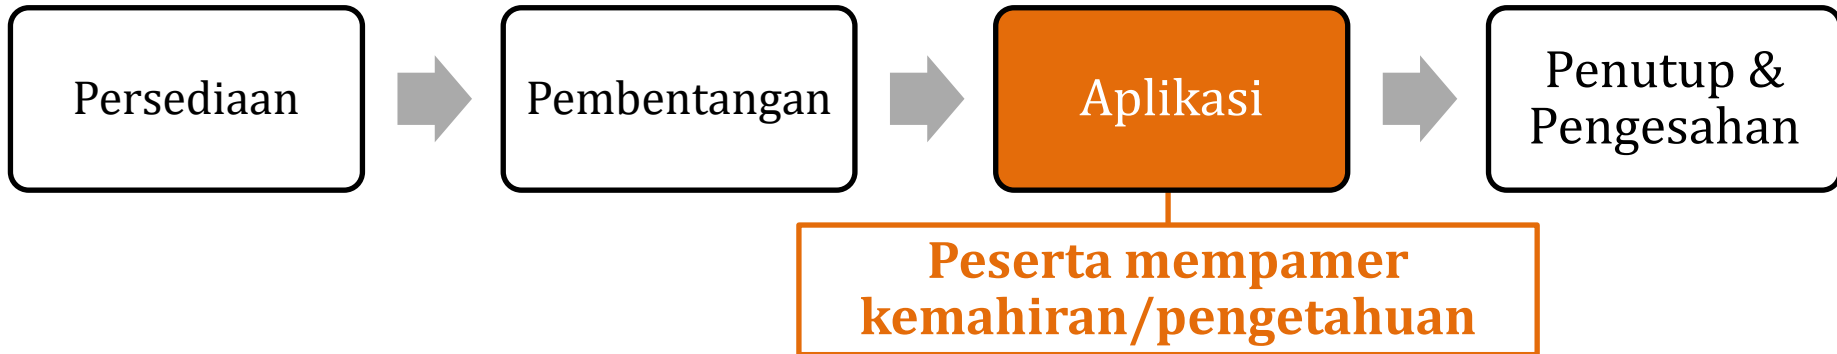 Persediaan
Pembentangan
Aplikasi
Penutup &
Pengesahan
Peserta mempamer
kemahiran/pengetahuan